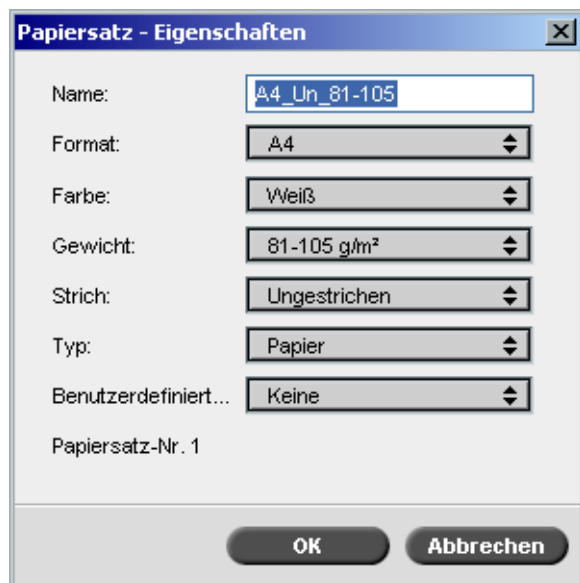 Papiersatz - Eigenschaften
Name: A4_Un_81-105
Format: A4
Farbe: Weiß
Gewicht: 81-105 g/m²
Strich: Ungestrichen
Typ: Papier
Benutzerdefiniert... Keine
Papiersatz-Nr. 1
OK Abbrechen